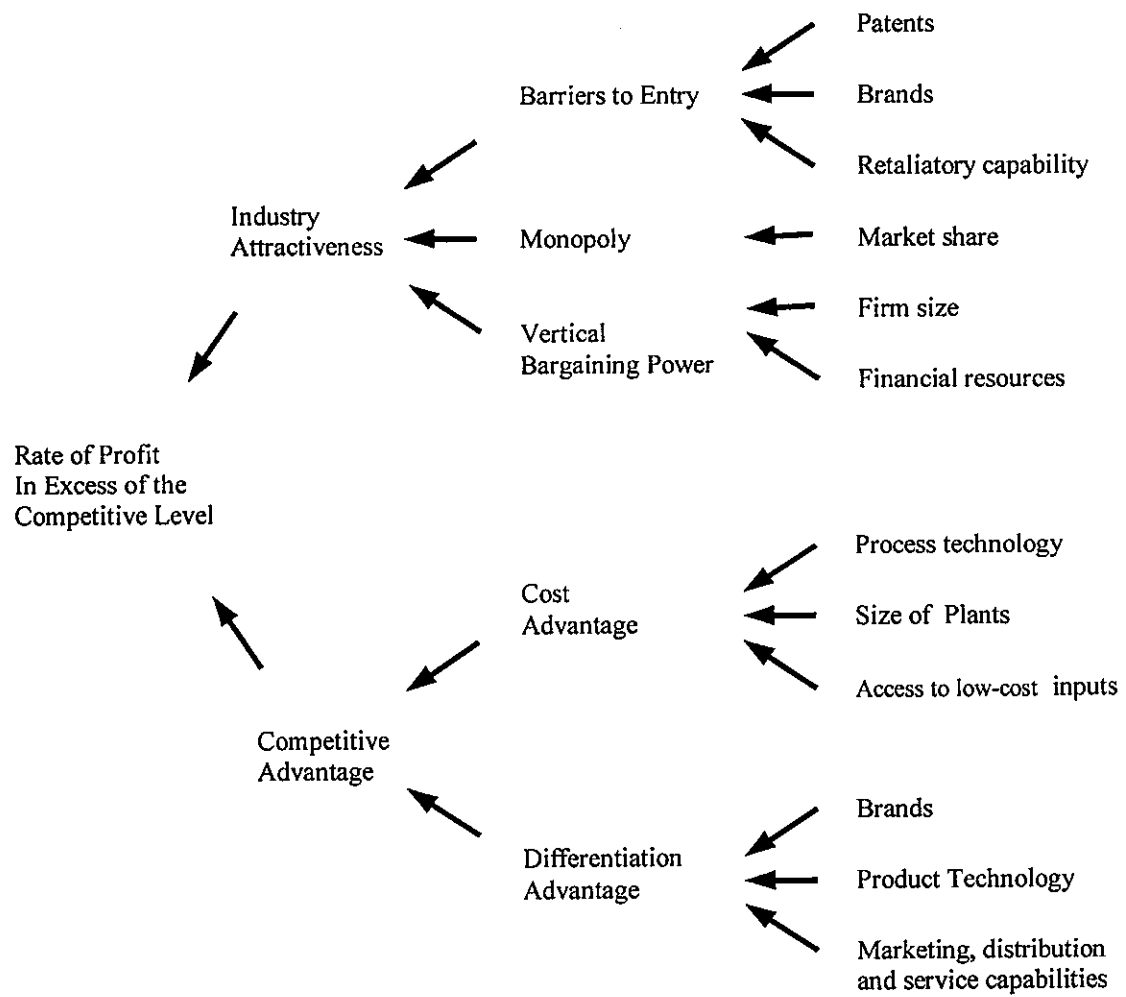 Patents
Barriers to Entry
Brands
Retaliatory capability
Industry
Attractiveness
Monopoly
Market share
Firm size
Vertical
Bargaining Power
Financial resources
Rate of Profit
In Excess of the
Competitive Level
Process technology
Cost
Advantage
Size of Plants
Access to low-cost inputs
Competitive
Advantage
Brands
Differentiation
Advantage
Product Technology
Marketing, distribution
and service capabilities